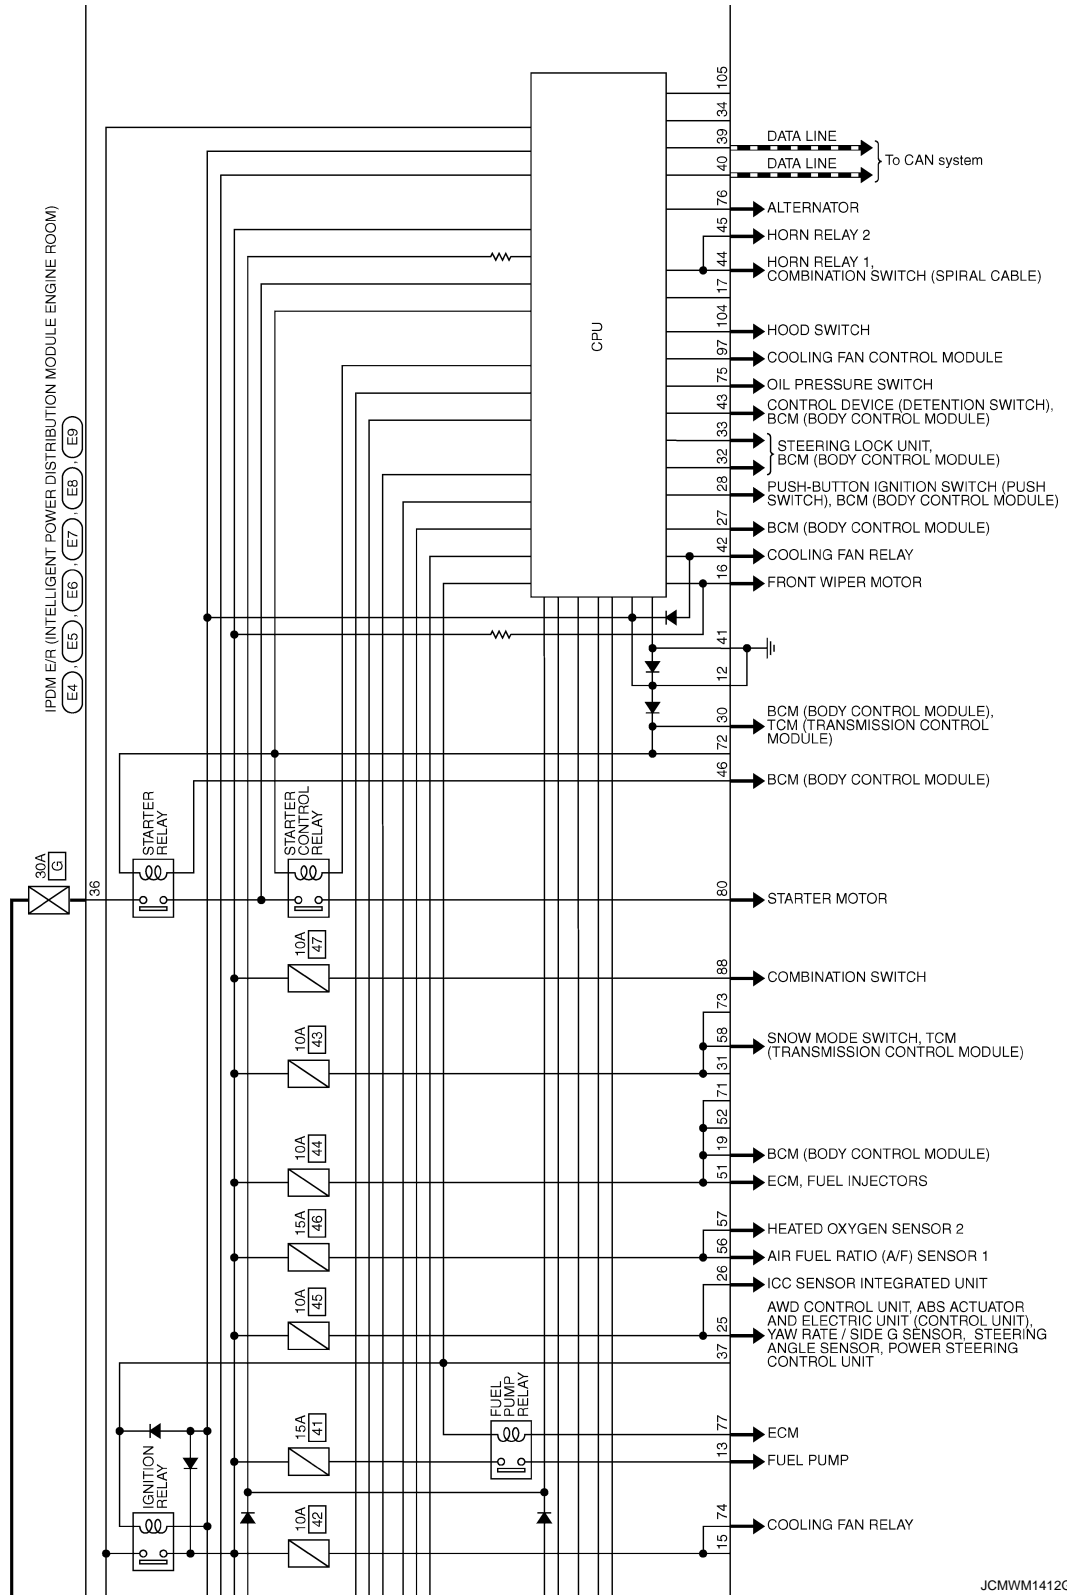 IPDM E/R (INTELLIGENT POWER DISTRIBUTION MODULE ENGINE ROOM)
E4 , E5 , E6 , E7 , E8 , E9
CPU
105
34
39
DATA LINE
40
DATA LINE
To CAN system
76
ALTERNATOR
45
HORN RELAY 2
44
HORN RELAY 1,
COMBINATION SWITCH (SPIRAL CABLE)
17
104
HOOD SWITCH
97
COOLING FAN CONTROL MODULE
75
OIL PRESSURE SWITCH
43
CONTROL DEVICE (DETENTION SWITCH),
BCM (BODY CONTROL MODULE)
33
32
STEERING LOCK UNIT,
BCM (BODY CONTROL MODULE)
28
PUSH-BUTTON IGNITION SWITCH (PUSH
SWITCH), BCM (BODY CONTROL MODULE)
27
BCM (BODY CONTROL MODULE)
42
COOLING FAN RELAY
16
FRONT WIPER MOTOR
41
12
30
BCM (BODY CONTROL MODULE),
TCM (TRANSMISSION CONTROL
MODULE)
72
46
BCM (BODY CONTROL MODULE)
30A
G
36
STARTER
RELAY
STARTER
CONTROL
RELAY
80
STARTER MOTOR
10A
47
88
COMBINATION SWITCH
10A
43
73
58
SNOW MODE SWITCH, TCM
(TRANSMISSION CONTROL MODULE)
31
71
52
10A
44
19
BCM (BODY CONTROL MODULE)
51
ECM, FUEL INJECTORS
15A
46
57
HEATED OXYGEN SENSOR 2
56
AIR FUEL RATIO (A/F) SENSOR 1
10A
45
26
ICC SENSOR INTEGRATED UNIT
25
AWD CONTROL UNIT, ABS ACTUATOR
AND ELECTRIC UNIT (CONTROL UNIT),
YAW RATE / SIDE G SENSOR, STEERING
ANGLE SENSOR, POWER STEERING
CONTROL UNIT
37
IGNITION
RELAY
15A
41
FUEL
PUMP
RELAY
77
ECM
13
FUEL PUMP
10A
42
74
COOLING FAN RELAY
15
JCMWM1412G